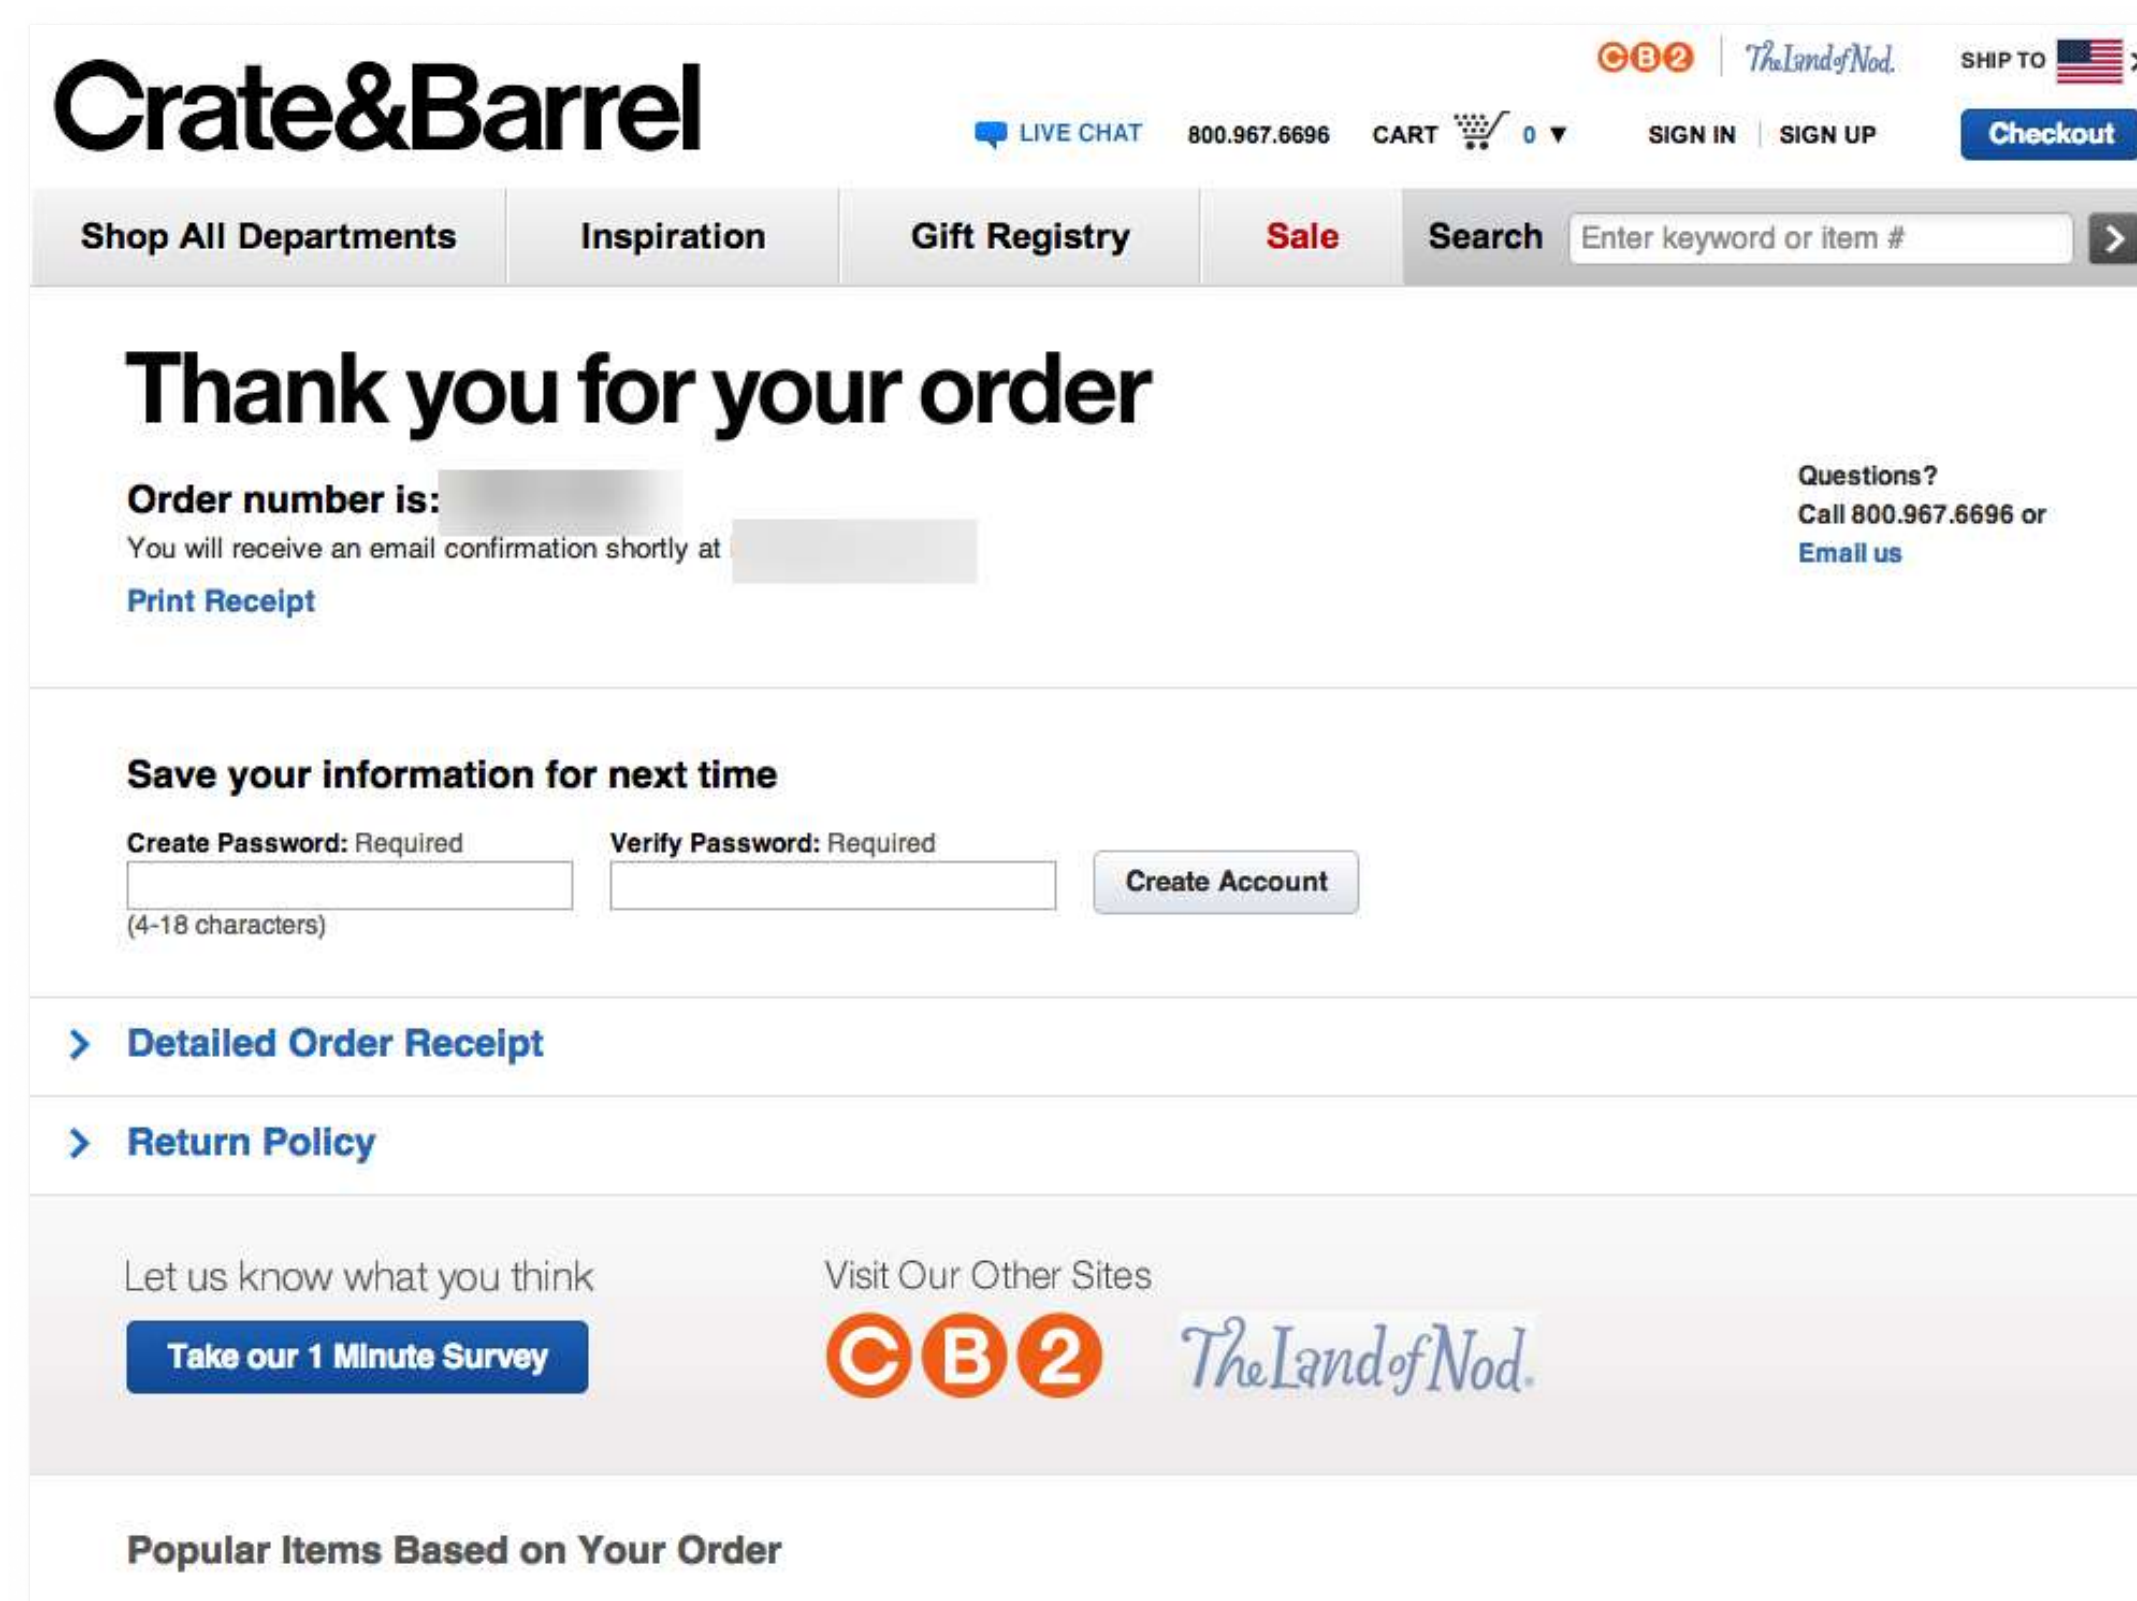 CB2 The Land of Nod. SHIP TO
Crate&Barrel
LIVE CHAT 800.967.6696 CART 0 ▼ SIGN IN SIGN UP Checkout
Shop All Departments Inspiration Gift Registry Sale Search Enter keyword or item # >
Thank you for your order
Order number is:
You will receive an email confirmation shortly at
Print Receipt
Questions?
Call 800.967.6696 or
Email us
Save your information for next time
Create Password: Required Verify Password: Required
Create Account
(4-18 characters)
> Detailed Order Receipt
> Return Policy
Let us know what you think
Take our 1 Minute Survey
Visit Our Other Sites
CB2 The Land of Nod.
Popular Items Based on Your Order